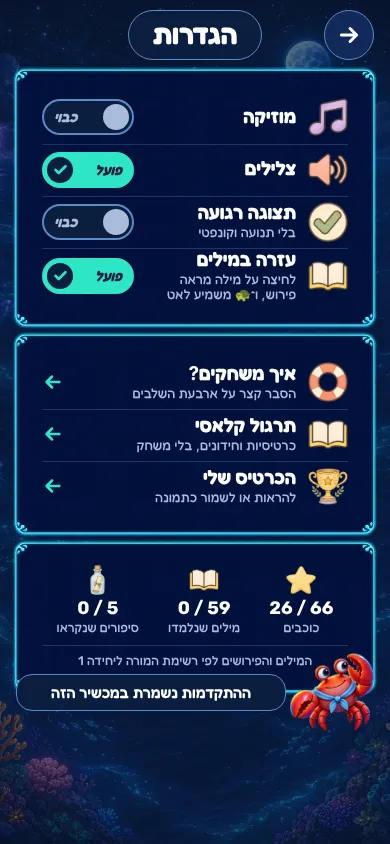 הגדרות
מוזיקה
כבוי
צלילים
פועל
תצוגה רגועה
בלי תנועה וקונפטי
כבוי
עזרה במילים
לחיצה על מילה מראה
פירוש, ו־🐢 משמיע לאט
פועל
איך משחקים?
הסבר קצר על ארבעת השלבים
תרגול קלאסי
כרטיסיות וחידונים, בלי משחק
הכרטיס שלי
להראות או לשמור כתמונה
26 / 66
כוכבים
0 / 59
מילים שנלמדו
0 / 5
סיפורים שנקראו
המילים והפירושים לפי רשימת המורה ליחידה 1
ההתקדמות נשמרת במכשיר הזה